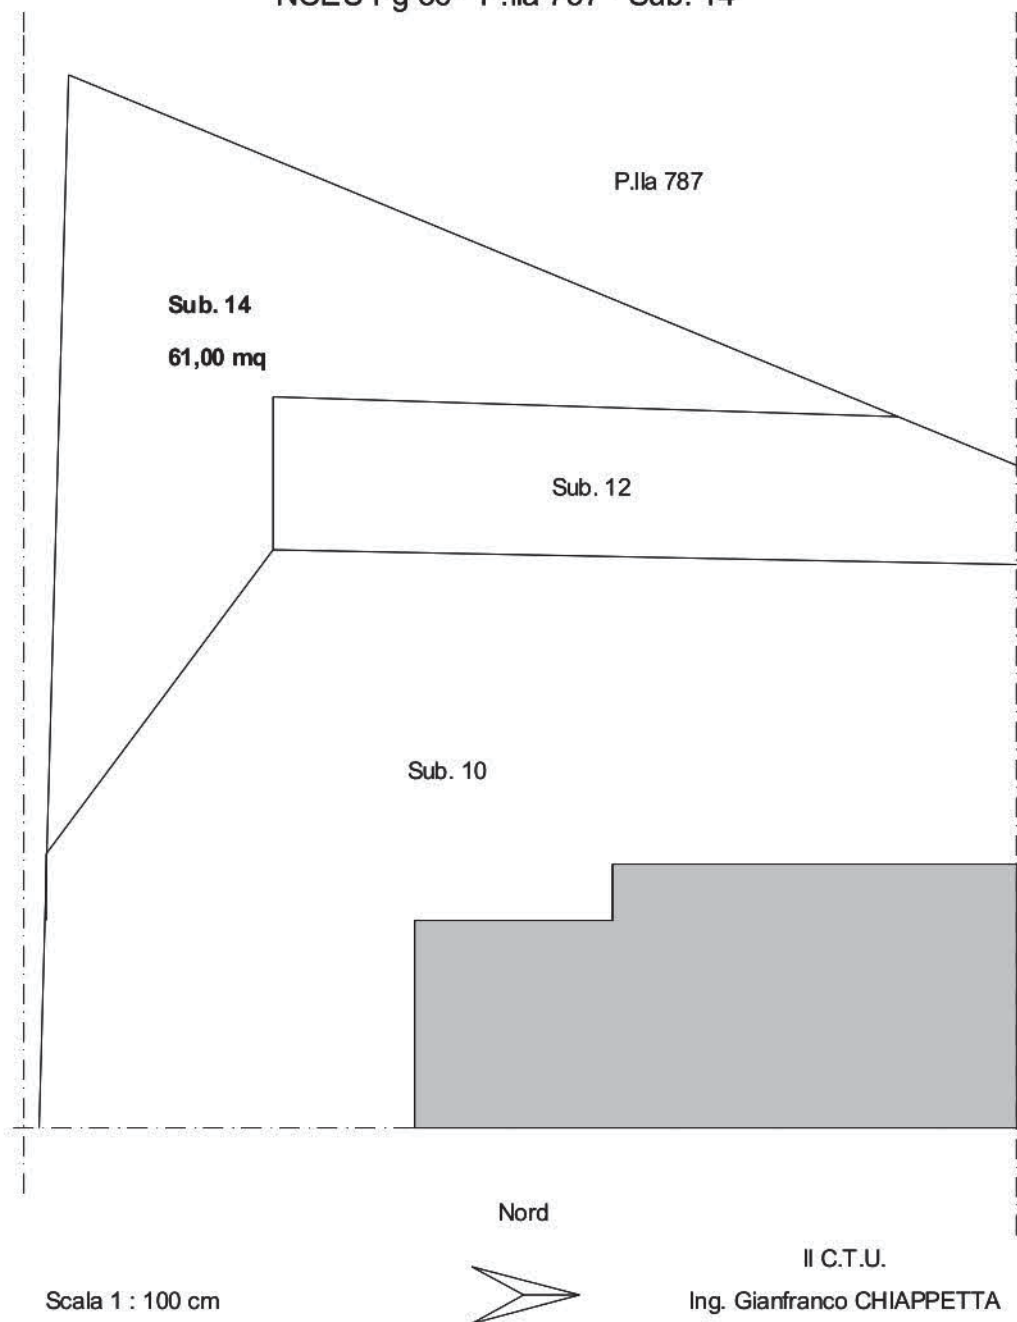 P.lla 787
Sub. 14
61,00 mq
Sub. 12
Sub. 10
Nord
Il C.T.U.
Scala 1 : 100 cm
Ing. Gianfranco CHIAPPETTA